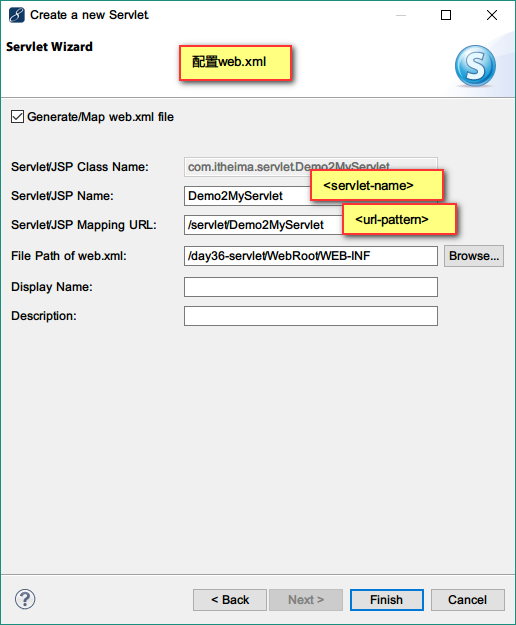 Create a new Servlet.
Servlet Wizard
配置web.xml
Generate/Map web.xml file
Servlet/JSP Class Name:
com.itheima.servlet.Demo2MyServlet
Servlet/JSP Name:
Demo2MyServlet
<servlet-name>
Servlet/JSP Mapping URL:
/servlet/Demo2MyServlet
<url-pattern>
File Path of web.xml:
/day36-servlet/WebRoot/WEB-INF
Browse...
Display Name:
Description:
< Back
Next >
Finish
Cancel